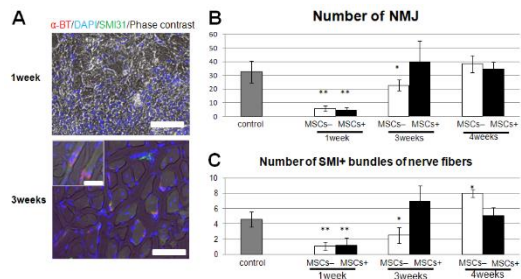 A
α-BT/DAPI/SMI31/Phase contrast
1week
3weeks
B
Number of NMJ
60
50
40
30
20
10
0
**
**
*
control
MSCs– MSCs+
1week
MSCs– MSCs+
3weeks
MSCs– MSCs+
4weeks
C
Number of SMI+ bundles of nerve fibers
10
8
6
4
2
0
**
**
*
*
control
MSCs– MSCs+
1week
MSCs– MSCs+
3weeks
MSCs– MSCs+
4weeks